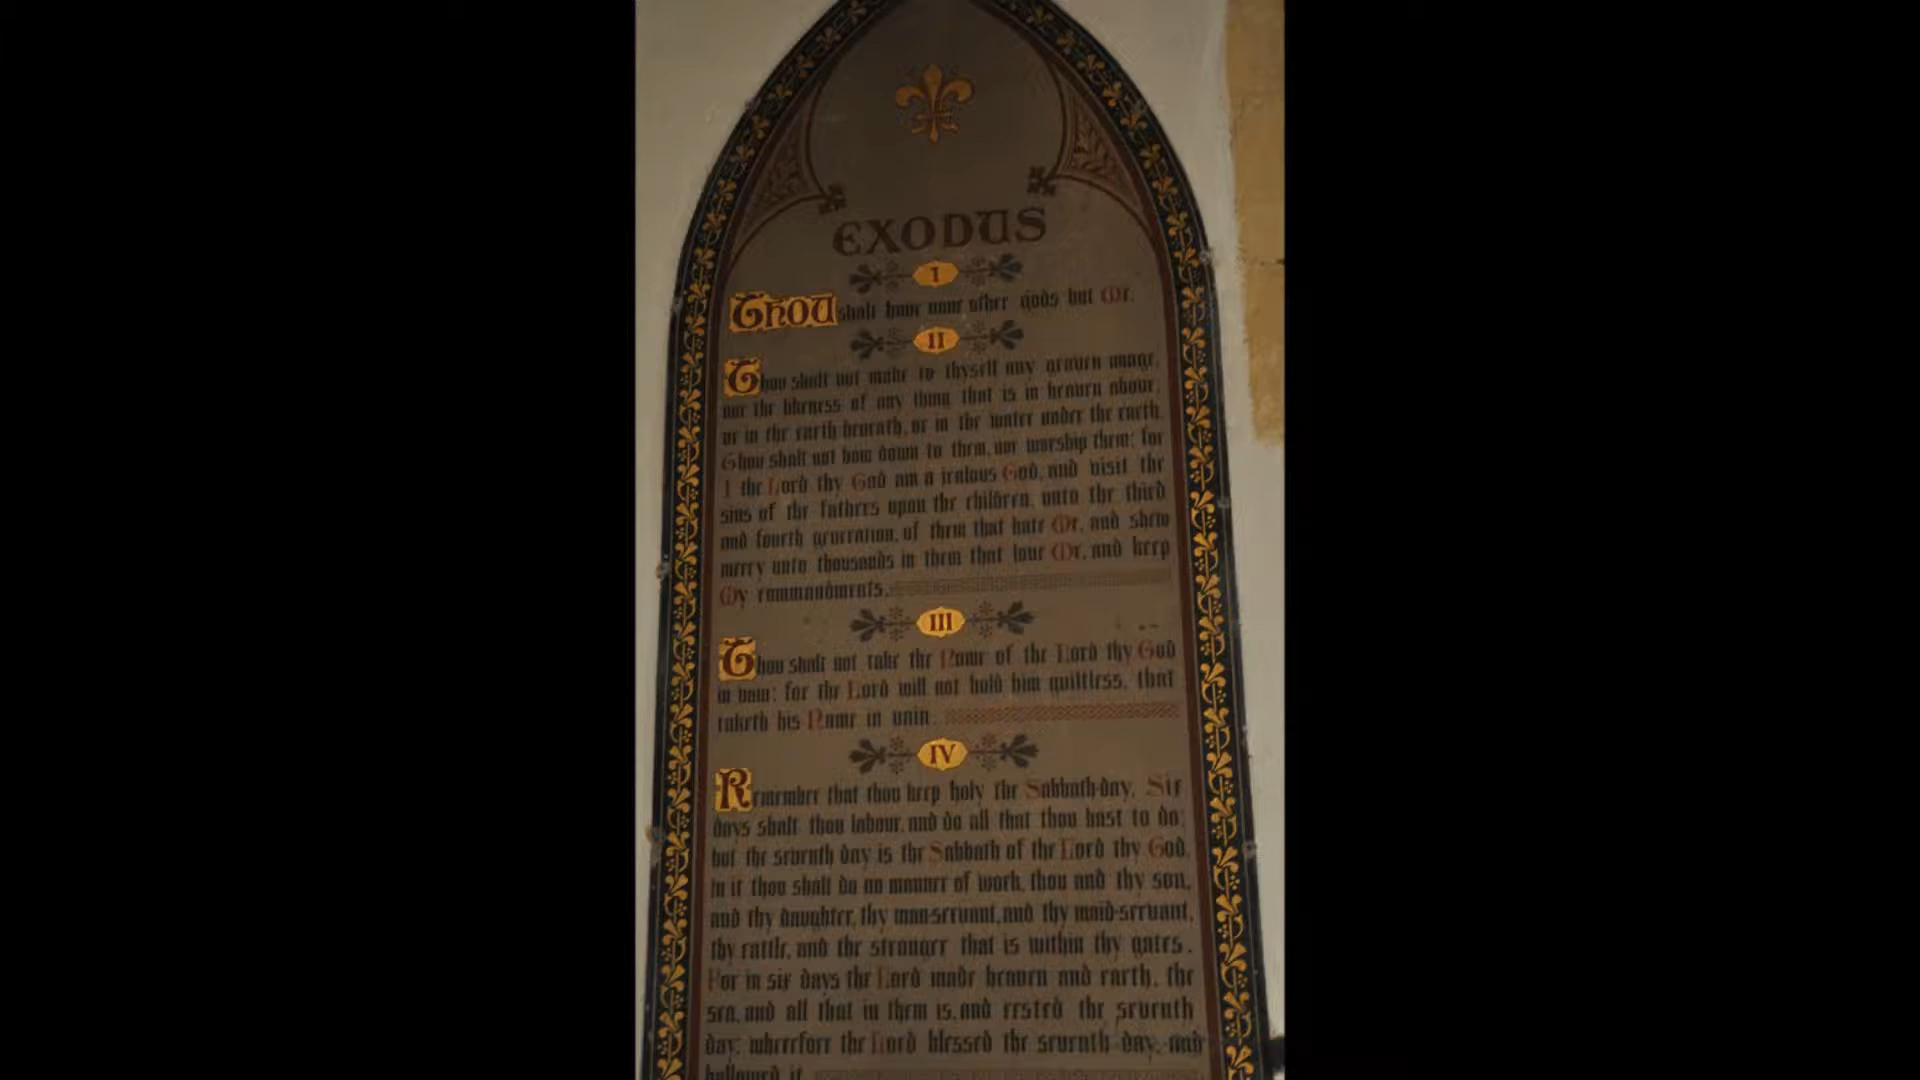 EXODUS
I
Thou shalt have none other gods but Me.
II
Thou shalt not make to thyself any graven image,
nor the likeness of any thing that is in heaven above,
or in the earth beneath, or in the water under the earth.
Thou shalt not bow down to them, nor worship them: for
I the Lord thy God am a jealous God, and visit the
sins of the fathers upon the children, unto the third
and fourth generation, of them that hate Me, and shew
mercy unto thousands in them that love Me, and keep
My commandments.
III
Thou shalt not take the Name of the Lord thy God
in vain: for the Lord will not hold him guiltless, that
taketh his Name in vain.
IV
Remember that thou keep holy the Sabbath-day. Six
days shalt thou labour, and do all that thou hast to do;
but the seventh day is the Sabbath of the Lord thy God.
In it thou shalt do no manner of work, thou and thy son,
and thy daughter, thy man-servant, and thy maid-servant,
thy cattle, and the stranger that is within thy gates.
For in six days the Lord made heaven and earth, the
sea, and all that in them is, and rested the seventh
day: wherefore the Lord blessed the seventh day, and
hallowed it.